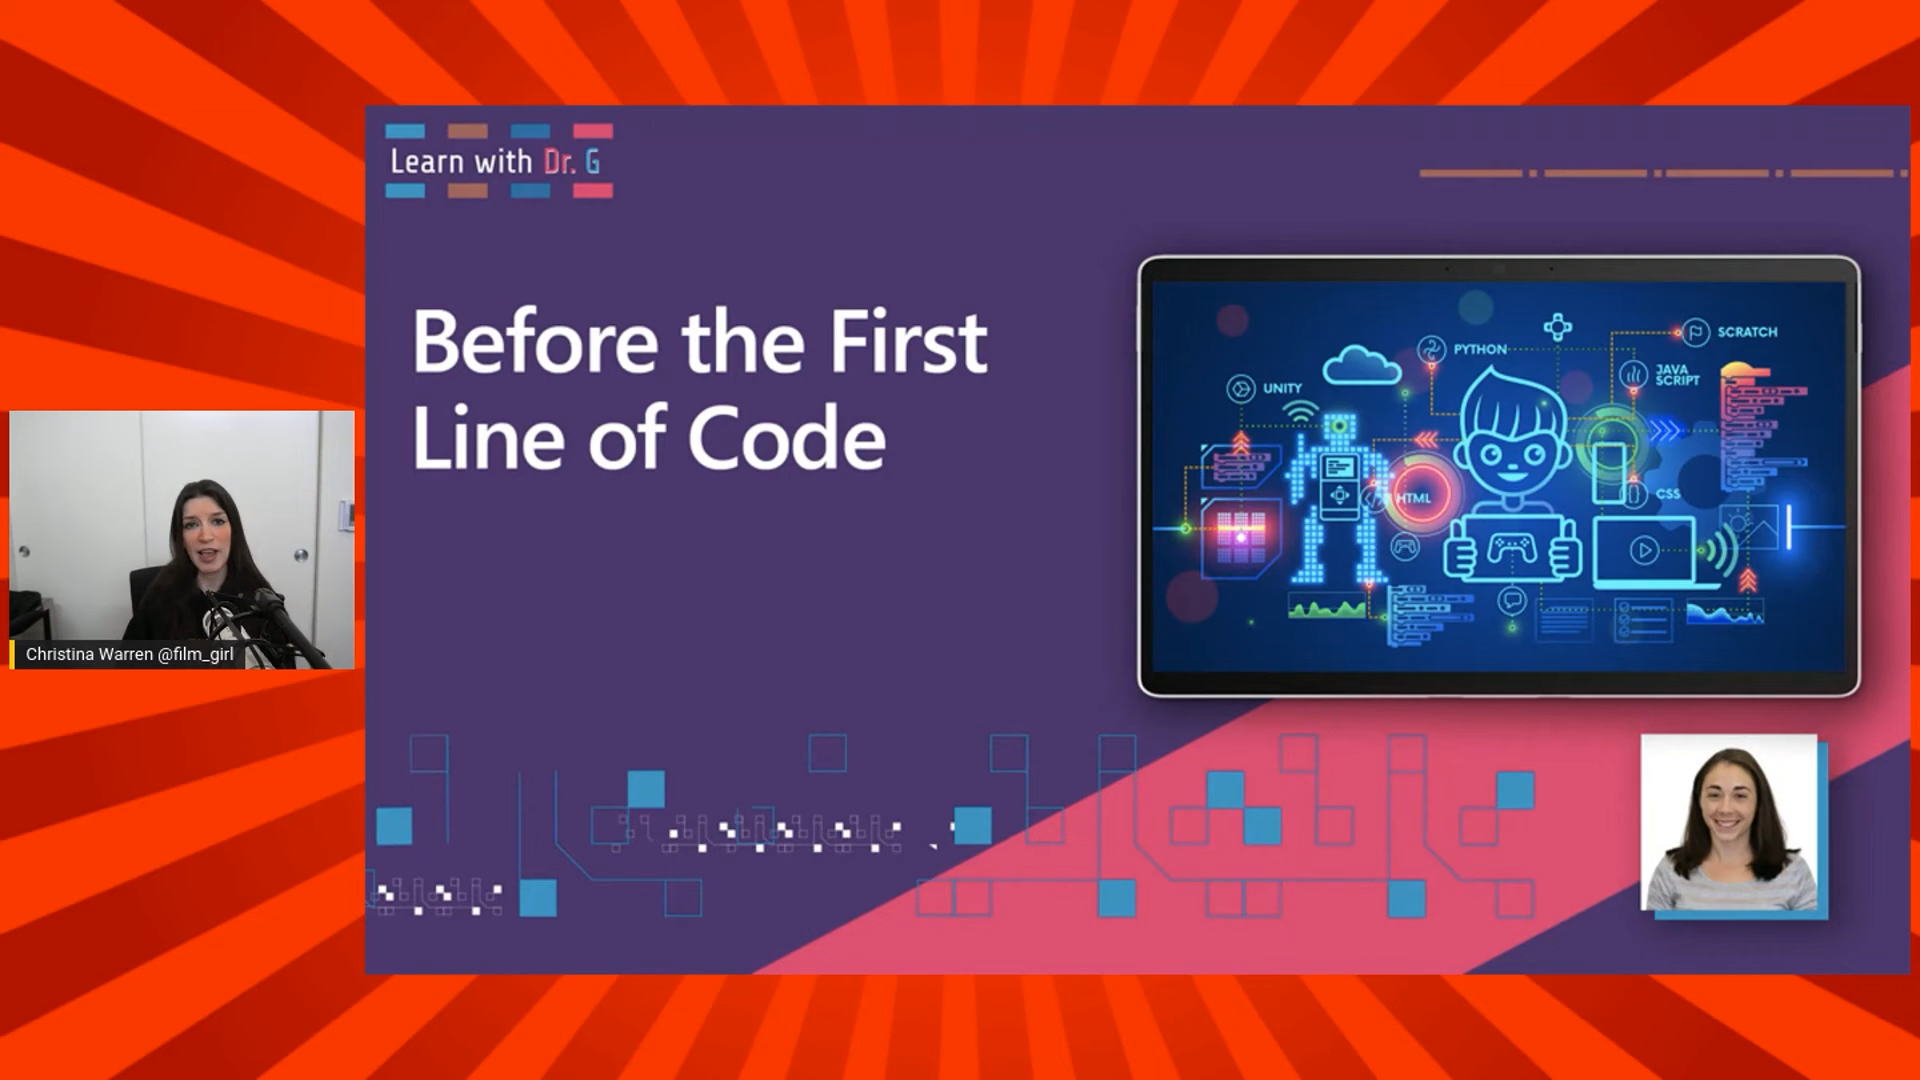 Learn with Dr. G
Before the First
Line of Code
UNITY
PYTHON
SCRATCH
JAVA
SCRIPT
HTML
CSS
Christina Warren @film_girl